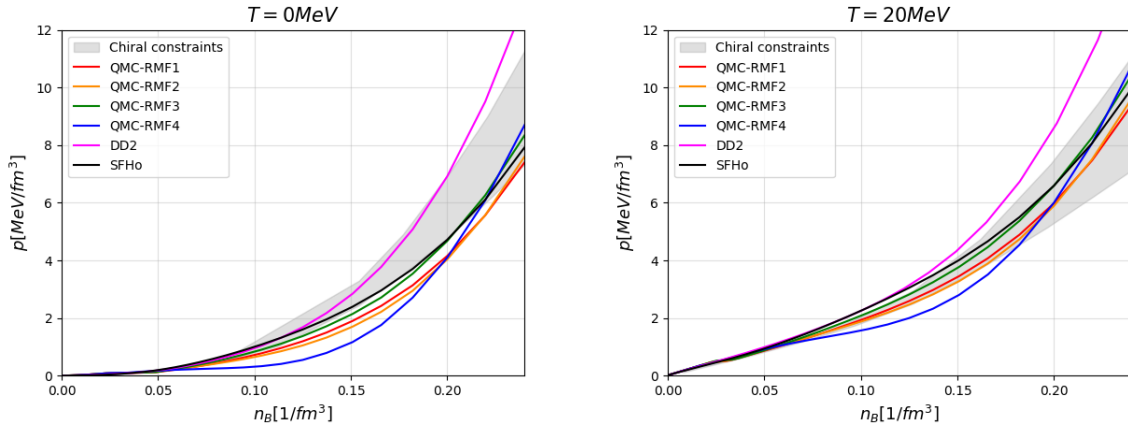 T = 0MeV
12
10
8
6
4
2
0
p[MeV/fm³]
Chiral constraints
QMC-RMF1
QMC-RMF2
QMC-RMF3
QMC-RMF4
DD2
SFHo
0.00 0.05 0.10 0.15 0.20
n_B[1/fm³]
T = 20MeV
12
10
8
6
4
2
0
p[MeV/fm³]
Chiral constraints
QMC-RMF1
QMC-RMF2
QMC-RMF3
QMC-RMF4
DD2
SFHo
0.00 0.05 0.10 0.15 0.20
n_B[1/fm³]